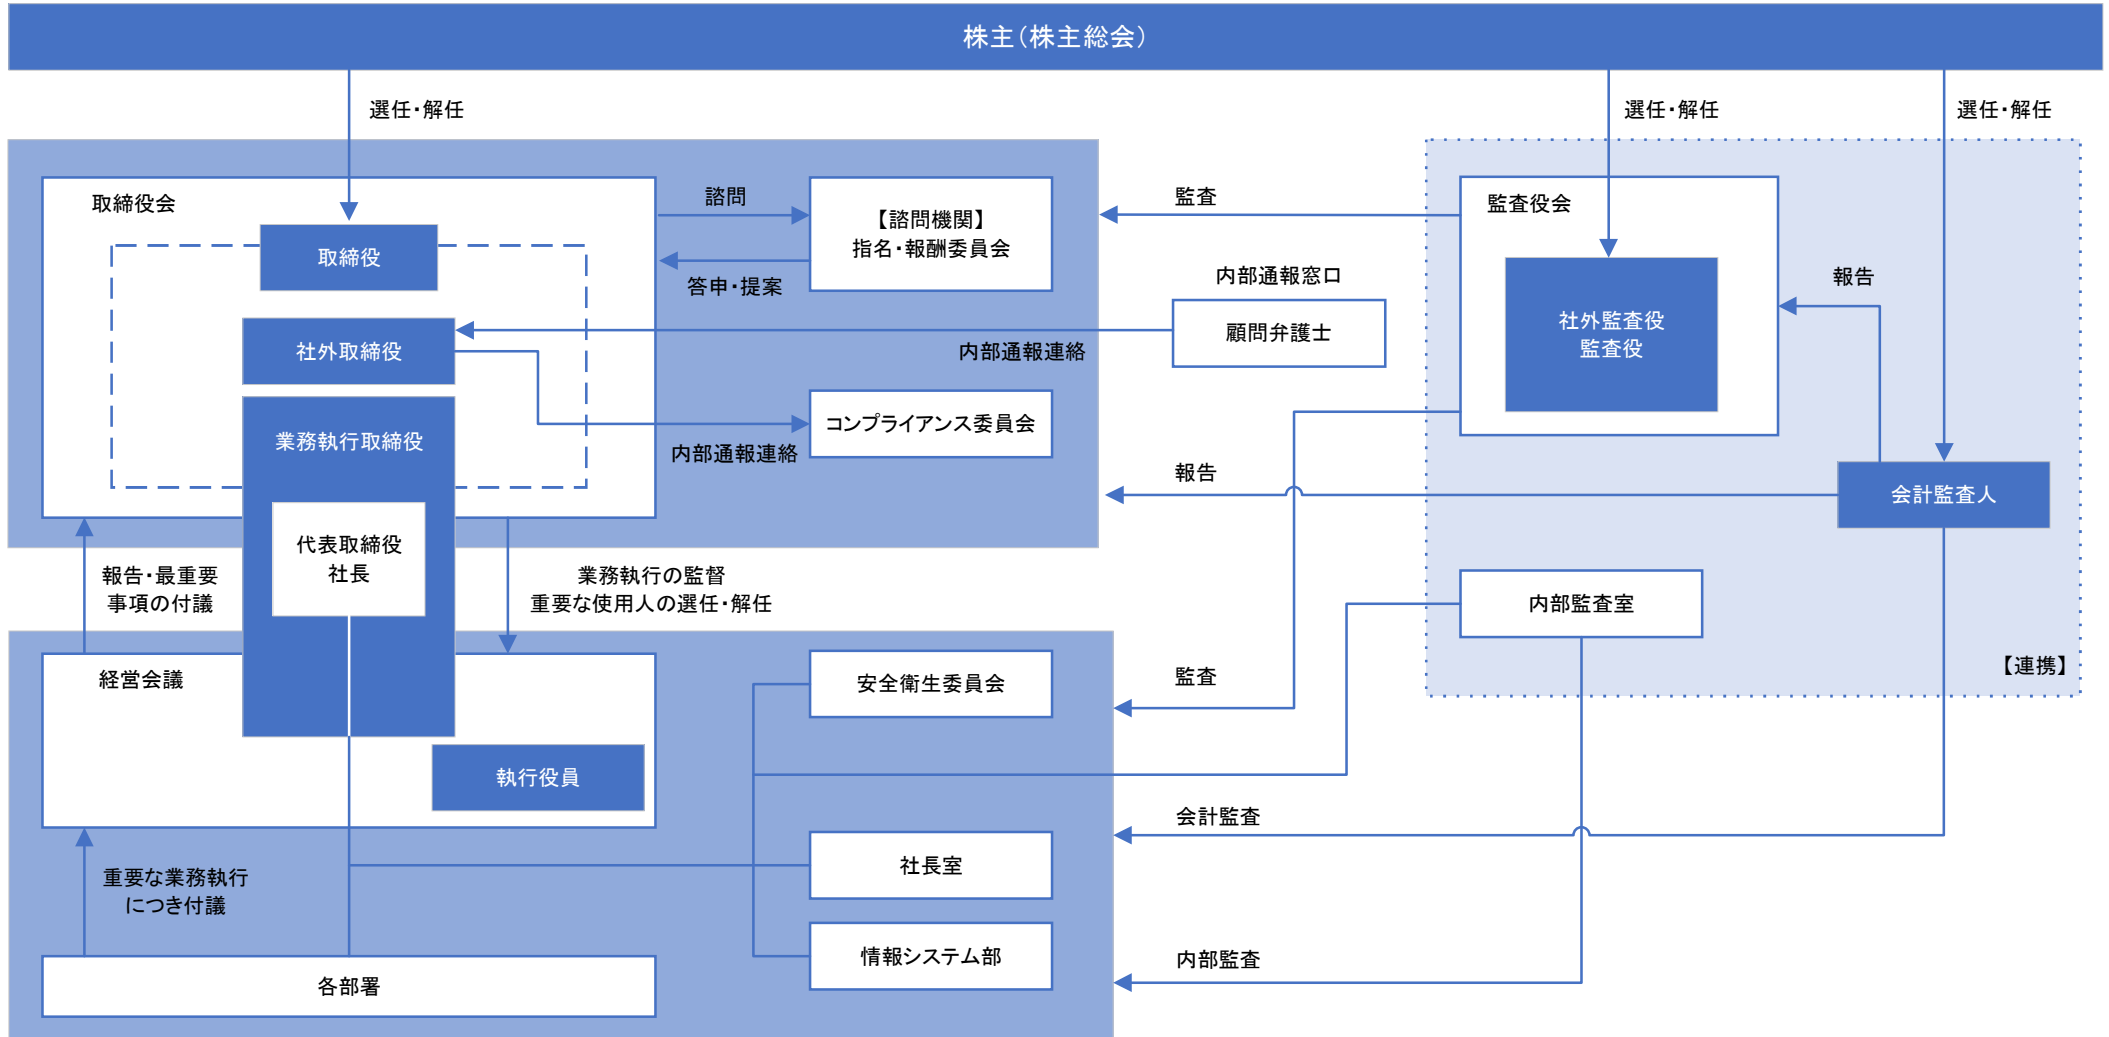 株主（株主総会）
選任・解任
選任・解任
選任・解任
取締役会
取締役
社外取締役
業務執行取締役
代表取締役
社長
諮問
答申・提案
【諮問機関】
指名・報酬委員会
内部通報窓口
顧問弁護士
内部通報連絡
コンプライアンス委員会
内部通報連絡
監査
監査役会
社外監査役
監査役
報告
報告
会計監査人
内部監査室
【連携】
報告・最重要
事項の付議
業務執行の監督
重要な使用人の選任・解任
経営会議
執行役員
安全衛生委員会
監査
会計監査
社長室
重要な業務執行
につき付議
情報システム部
内部監査
各部署